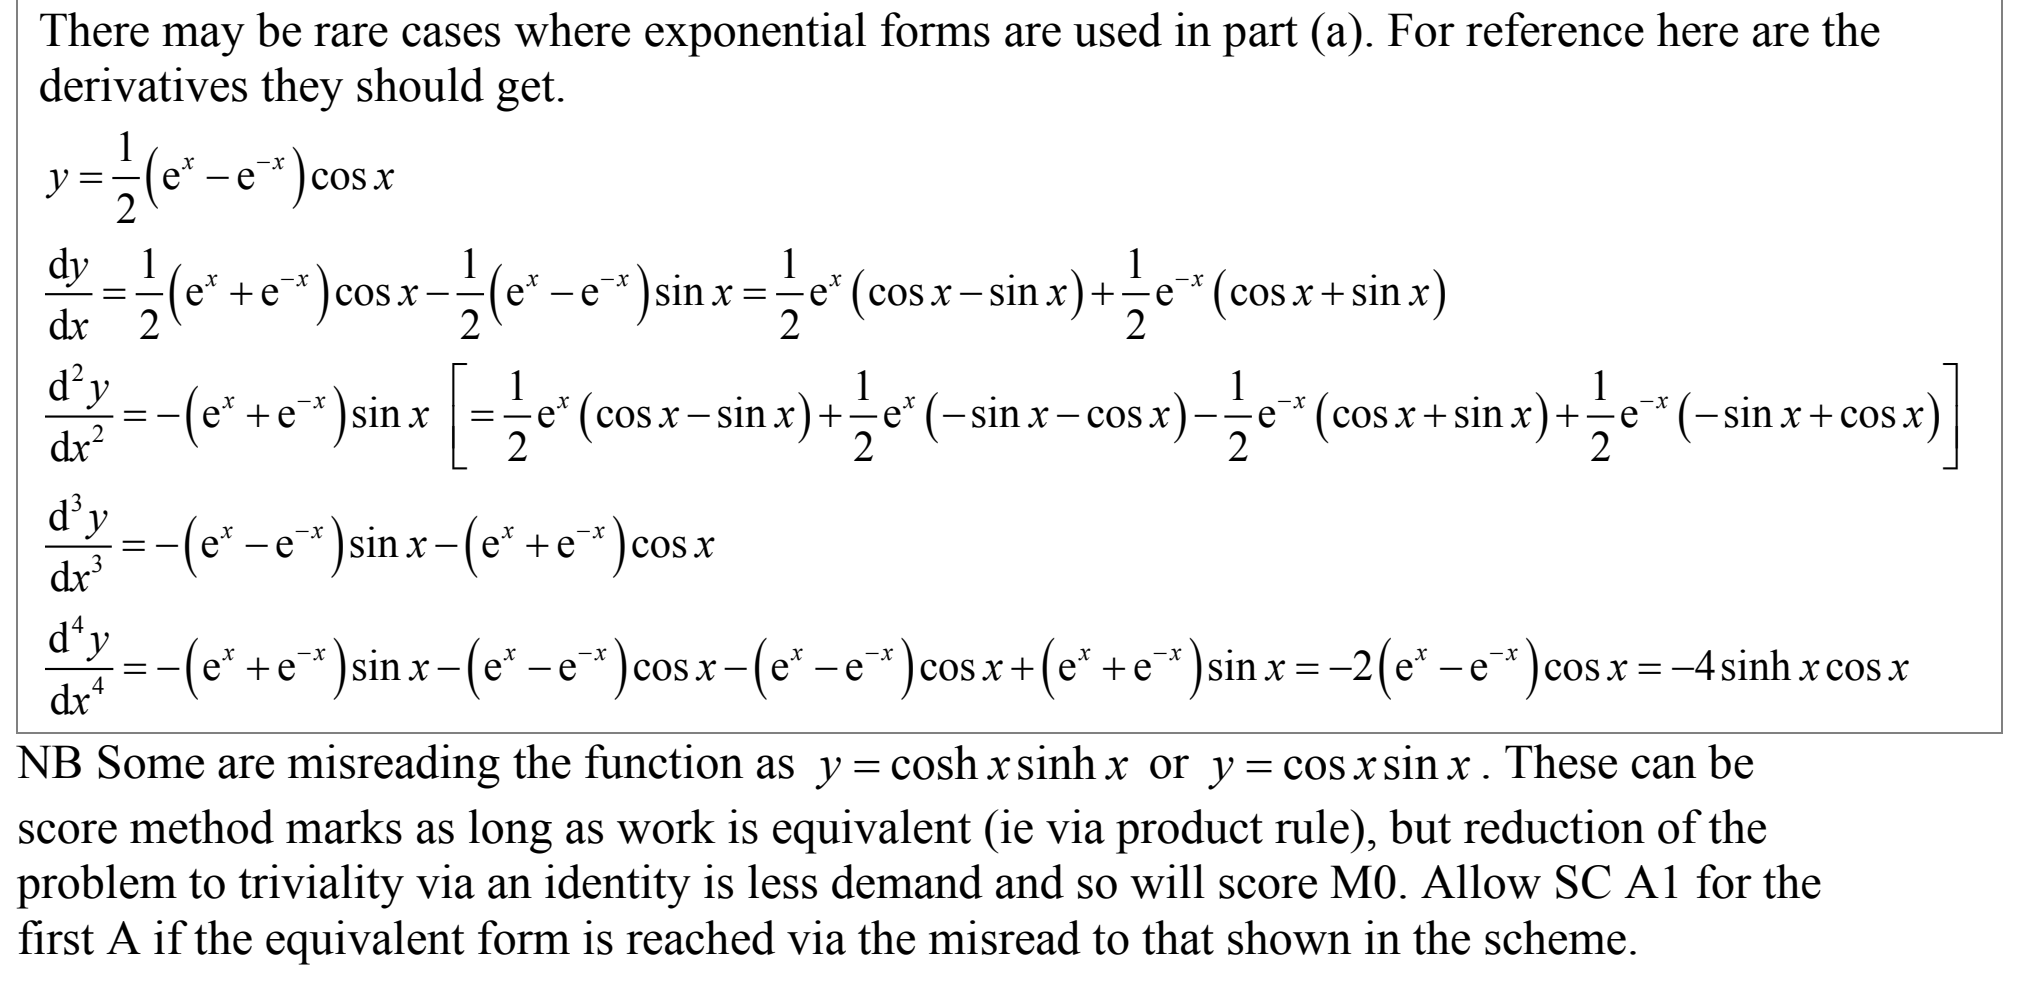 There may be rare cases where exponential forms are used in part (a). For reference here are the
derivatives they should get.
y = 1/2 (e^x − e^−x) cos x
dy/dx = 1/2 (e^x + e^−x) cos x − 1/2 (e^x − e^−x) sin x = 1/2 e^x (cos x − sin x) + 1/2 e^−x (cos x + sin x)
d²y/dx² = −(e^x + e^−x) sin x [= 1/2 e^x (cos x − sin x) + 1/2 e^x (−sin x − cos x) − 1/2 e^−x (cos x + sin x) + 1/2 e^−x (−sin x + cos x)]
d³y/dx³ = −(e^x − e^−x) sin x − (e^x + e^−x) cos x
d⁴y/dx⁴ = −(e^x + e^−x) sin x − (e^x − e^−x) cos x − (e^x − e^−x) cos x + (e^x + e^−x) sin x = −2(e^x − e^−x) cos x = −4 sinh x cos x
NB Some are misreading the function as y = cosh x sinh x or y = cos x sin x . These can be
score method marks as long as work is equivalent (ie via product rule), but reduction of the
problem to triviality via an identity is less demand and so will score M0. Allow SC A1 for the
first A if the equivalent form is reached via the misread to that shown in the scheme.